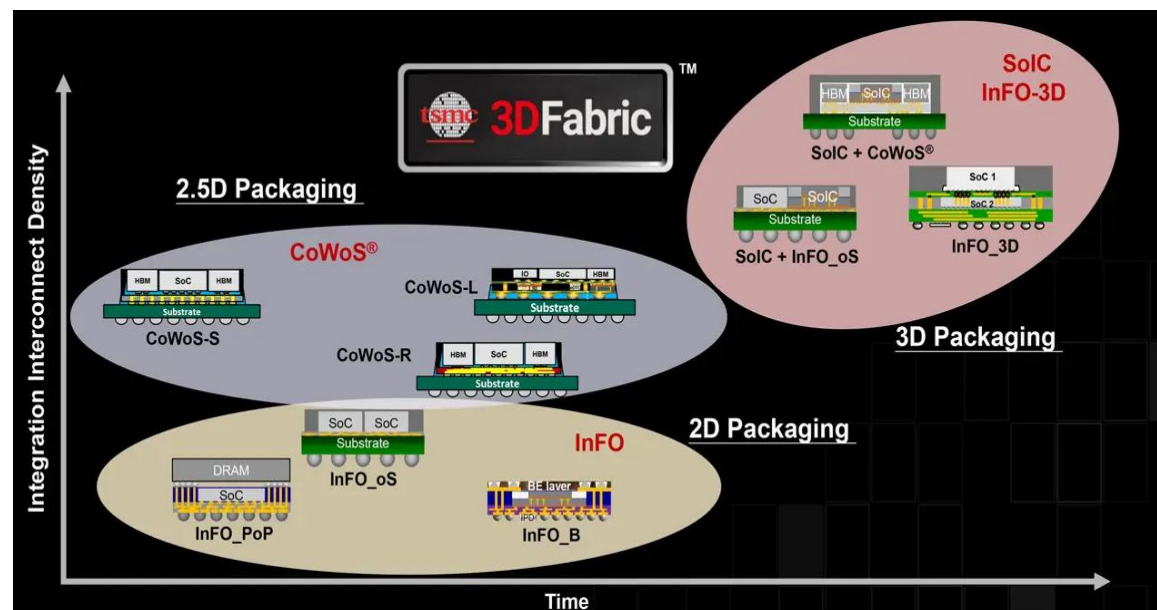 Integration Interconnect Density
Time
tsmc 3DFabric
TM
2.5D Packaging
CoWoS®
HBM SoC HBM
Substrate
CoWoS-S
CoWoS-L
IO SoC HBM
Substrate
CoWoS-R
HBM SoC HBM
Substrate
SoIC
InFO-3D
HBM SoIC HBM
Substrate
SoIC + CoWoS®
SoC SoIC
Substrate
SoIC + InFO_oS
SoC 1
SoC 2
InFO_3D
3D Packaging
2D Packaging
InFO
SoC SoC
Substrate
InFO_oS
DRAM
SoC
InFO_PoP
BE layer
IPD
InFO_B